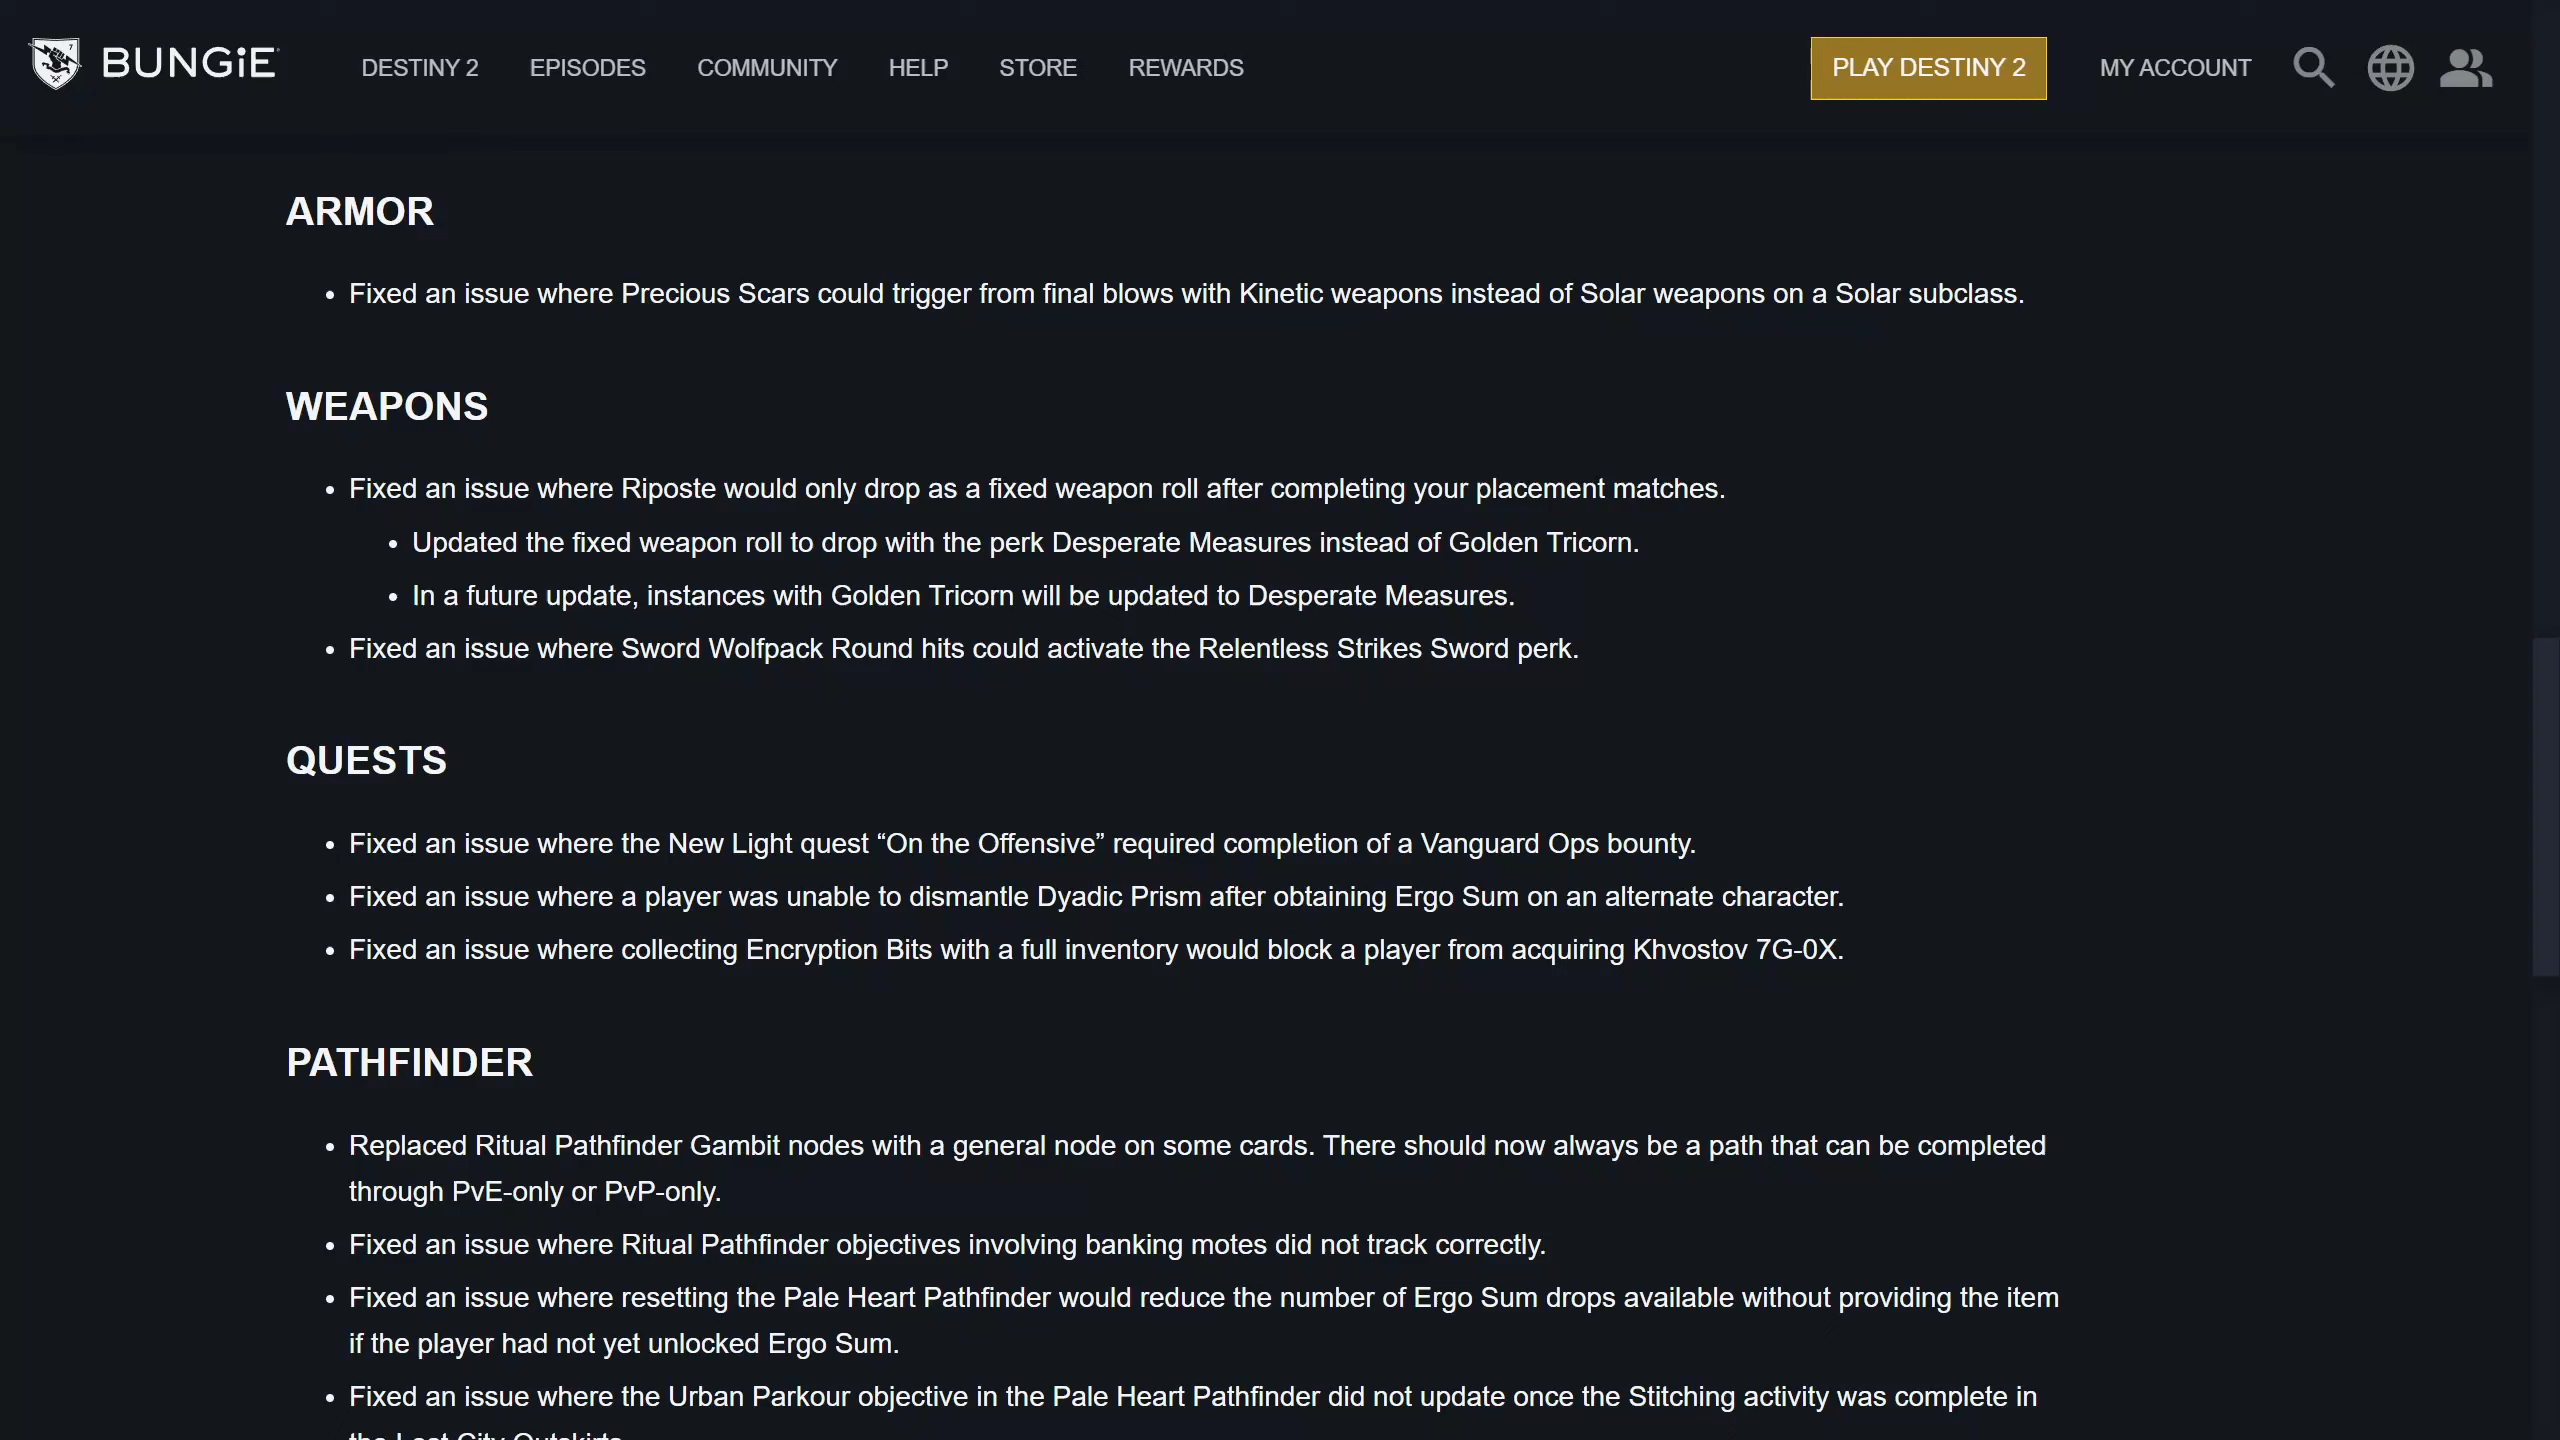 BUNGiE
DESTINY 2
EPISODES
COMMUNITY
HELP
STORE
REWARDS
PLAY DESTINY 2
MY ACCOUNT
ARMOR
• Fixed an issue where Precious Scars could trigger from final blows with Kinetic weapons instead of Solar weapons on a Solar subclass.
WEAPONS
• Fixed an issue where Riposte would only drop as a fixed weapon roll after completing your placement matches.
• Updated the fixed weapon roll to drop with the perk Desperate Measures instead of Golden Tricorn.
• In a future update, instances with Golden Tricorn will be updated to Desperate Measures.
• Fixed an issue where Sword Wolfpack Round hits could activate the Relentless Strikes Sword perk.
QUESTS
• Fixed an issue where the New Light quest “On the Offensive” required completion of a Vanguard Ops bounty.
• Fixed an issue where a player was unable to dismantle Dyadic Prism after obtaining Ergo Sum on an alternate character.
• Fixed an issue where collecting Encryption Bits with a full inventory would block a player from acquiring Khvostov 7G-0X.
PATHFINDER
• Replaced Ritual Pathfinder Gambit nodes with a general node on some cards. There should now always be a path that can be completed
through PvE-only or PvP-only.
• Fixed an issue where Ritual Pathfinder objectives involving banking motes did not track correctly.
• Fixed an issue where resetting the Pale Heart Pathfinder would reduce the number of Ergo Sum drops available without providing the item
if the player had not yet unlocked Ergo Sum.
• Fixed an issue where the Urban Parkour objective in the Pale Heart Pathfinder did not update once the Stitching activity was complete in
the Lost City Outskirts.